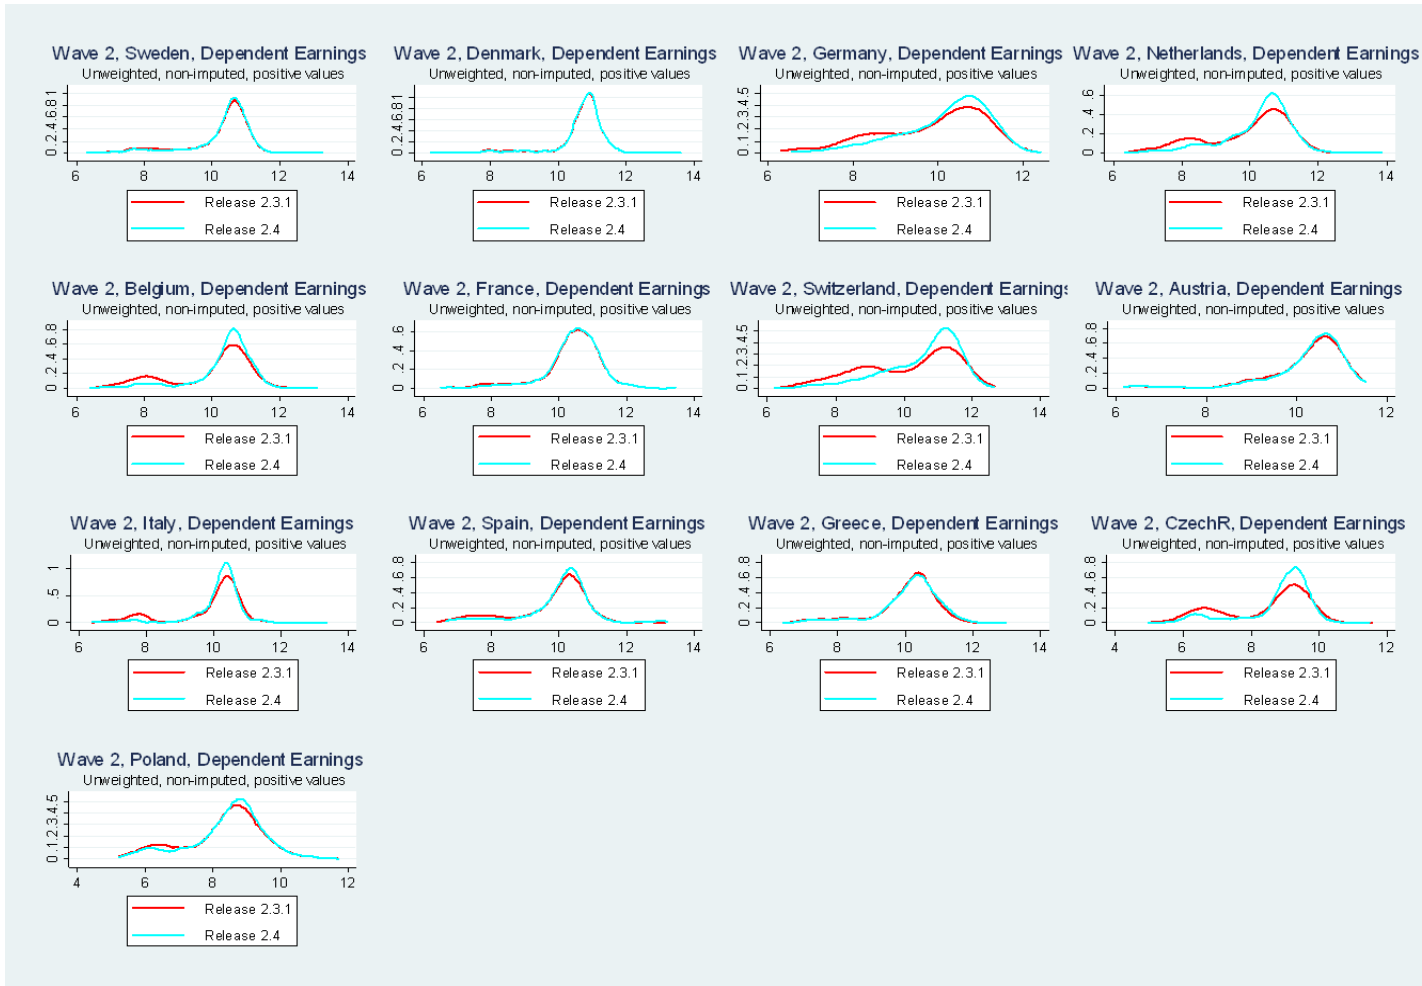 Wave 2, Sweden, Dependent Earnings
Unweighted, non-imputed, positive values
0 .2 .4 .6 .8 1
6 8 10 12 14
Release 2.3.1
Release 2.4
Wave 2, Denmark, Dependent Earnings
Unweighted, non-imputed, positive values
0 .2 .4 .6 .8 1
6 8 10 12 14
Release 2.3.1
Release 2.4
Wave 2, Germany, Dependent Earnings
Unweighted, non-imputed, positive values
0 .1 .2 .3 .4 .5
6 8 10 12
Release 2.3.1
Release 2.4
Wave 2, Netherlands, Dependent Earnings
Unweighted, non-imputed, positive values
0 .2 .4 .6
6 8 10 12 14
Release 2.3.1
Release 2.4
Wave 2, Belgium, Dependent Earnings
Unweighted, non-imputed, positive values
0 .2 .4 .6 .8
6 8 10 12 14
Release 2.3.1
Release 2.4
Wave 2, France, Dependent Earnings
Unweighted, non-imputed, positive values
0 .2 .4 .6
6 8 10 12 14
Release 2.3.1
Release 2.4
Wave 2, Switzerland, Dependent Earnings
Unweighted, non-imputed, positive values
0 .1 .2 .3 .4 .5
6 8 10 12 14
Release 2.3.1
Release 2.4
Wave 2, Austria, Dependent Earnings
Unweighted, non-imputed, positive values
0 .2 .4 .6 .8
6 8 10 12
Release 2.3.1
Release 2.4
Wave 2, Italy, Dependent Earnings
Unweighted, non-imputed, positive values
0 .5 1
6 8 10 12 14
Release 2.3.1
Release 2.4
Wave 2, Spain, Dependent Earnings
Unweighted, non-imputed, positive values
0 .2 .4 .6 .8
6 8 10 12 14
Release 2.3.1
Release 2.4
Wave 2, Greece, Dependent Earnings
Unweighted, non-imputed, positive values
0 .2 .4 .6 .8
6 8 10 12 14
Release 2.3.1
Release 2.4
Wave 2, CzechR, Dependent Earnings
Unweighted, non-imputed, positive values
0 .2 .4 .6 .8
4 6 8 10 12
Release 2.3.1
Release 2.4
Wave 2, Poland, Dependent Earnings
Unweighted, non-imputed, positive values
0 .1 .2 .3 .4 .5
4 6 8 10 12
Release 2.3.1
Release 2.4